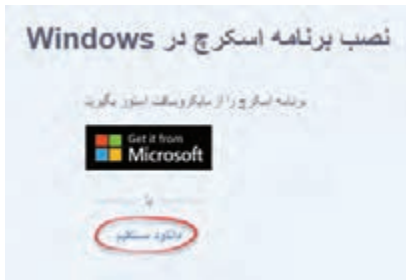 نصب برنامه اسکرچ در Windows
برنامه اسکرچ را از مایکروسافت استور بگیرید
Get it from
Microsoft
یا
دانلود مستقیم